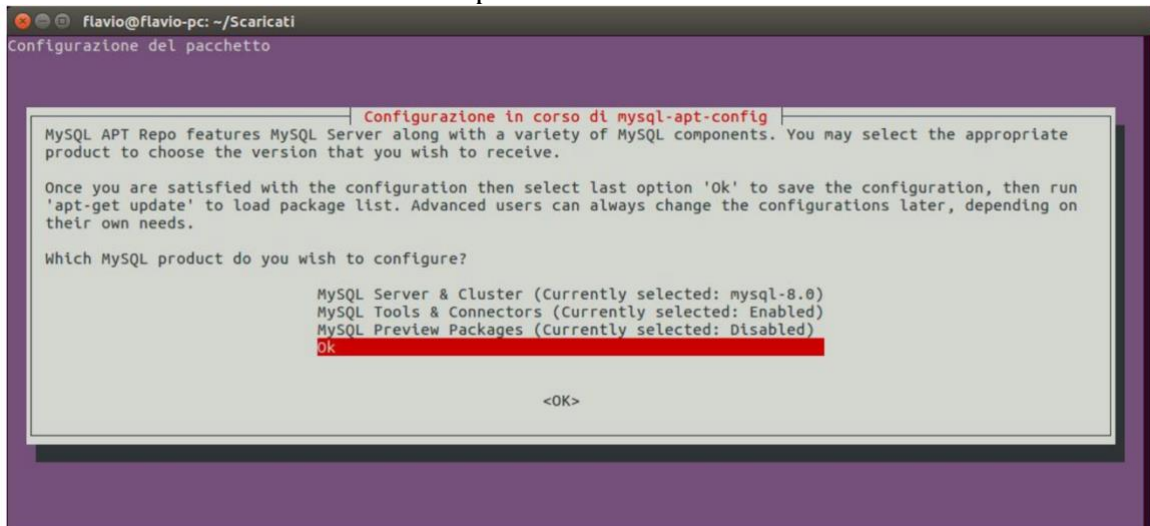 flavio@flavio-pc: ~/Scaricati
Configurazione del pacchetto
Configurazione in corso di mysql-apt-config
MySQL APT Repo features MySQL Server along with a variety of MySQL components. You may select the appropriate
product to choose the version that you wish to receive.
Once you are satisfied with the configuration then select last option 'Ok' to save the configuration, then run
'apt-get update' to load package list. Advanced users can always change the configurations later, depending on
their own needs.
Which MySQL product do you wish to configure?
MySQL Server & Cluster (Currently selected: mysql-8.0)
MySQL Tools & Connectors (Currently selected: Enabled)
MySQL Preview Packages (Currently selected: Disabled)
Ok
<OK>